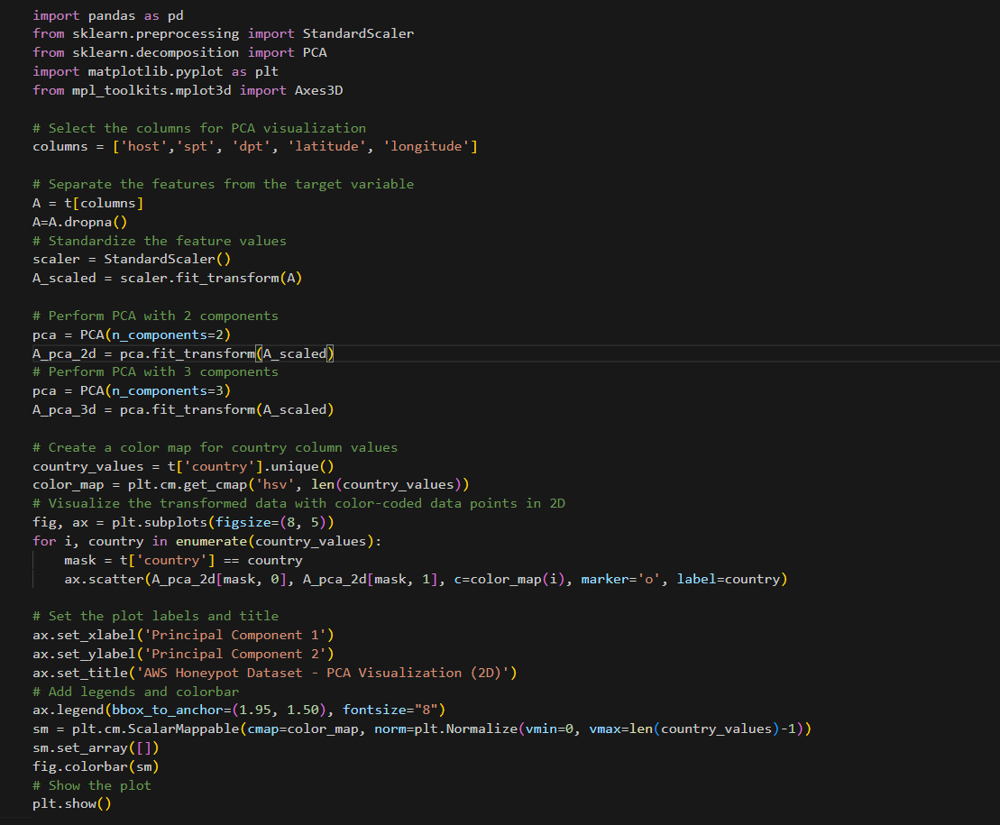 import pandas as pd
from sklearn.preprocessing import StandardScaler
from sklearn.decomposition import PCA
import matplotlib.pyplot as plt
from mpl_toolkits.mplot3d import Axes3D

# Select the columns for PCA visualization
columns = ['host','spt', 'dpt', 'latitude', 'longitude']

# Separate the features from the target variable
A = t[columns]
A=A.dropna()
# Standardize the feature values
scaler = StandardScaler()
A_scaled = scaler.fit_transform(A)

# Perform PCA with 2 components
pca = PCA(n_components=2)
A_pca_2d = pca.fit_transform(A_scaled)
# Perform PCA with 3 components
pca = PCA(n_components=3)
A_pca_3d = pca.fit_transform(A_scaled)

# Create a color map for country column values
country_values = t['country'].unique()
color_map = plt.cm.get_cmap('hsv', len(country_values))
# Visualize the transformed data with color-coded data points in 2D
fig, ax = plt.subplots(figsize=(8, 5))
for i, country in enumerate(country_values):
    mask = t['country'] == country
    ax.scatter(A_pca_2d[mask, 0], A_pca_2d[mask, 1], c=color_map(i), marker='o', label=country)

# Set the plot labels and title
ax.set_xlabel('Principal Component 1')
ax.set_ylabel('Principal Component 2')
ax.set_title('AWS Honeypot Dataset - PCA Visualization (2D)')
# Add legends and colorbar
ax.legend(bbox_to_anchor=(1.95, 1.50), fontsize="8")
sm = plt.cm.ScalarMappable(cmap=color_map, norm=plt.Normalize(vmin=0, vmax=len(country_values)-1))
sm.set_array([])
fig.colorbar(sm)
# Show the plot
plt.show()